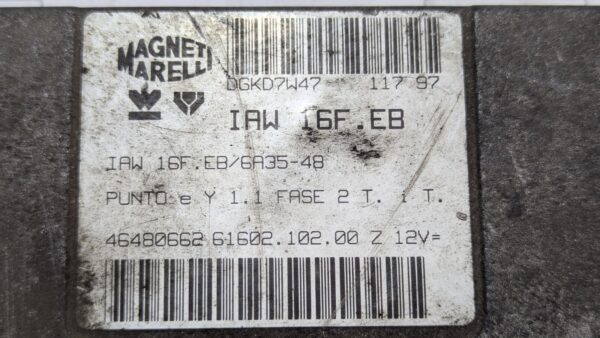 MAGNETI
MARELLI
DGKD7W47 117 97
IAW 16F.EB
IAW 16F.EB/6A35-48
PUNTO e Y 1.1 FASE 2 T. i T.
46480662 61602.102.00 Z 12V=